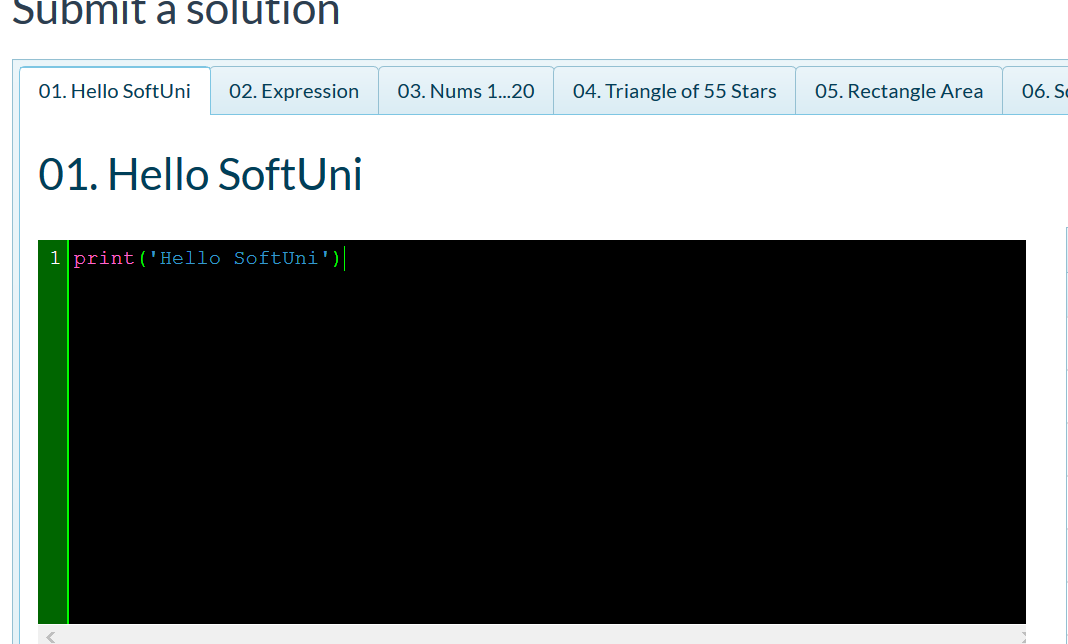 Submit a solution
01. Hello SoftUni
02. Expression
03. Nums 1...20
04. Triangle of 55 Stars
05. Rectangle Area
06.
01. Hello SoftUni
1 print('Hello SoftUni')